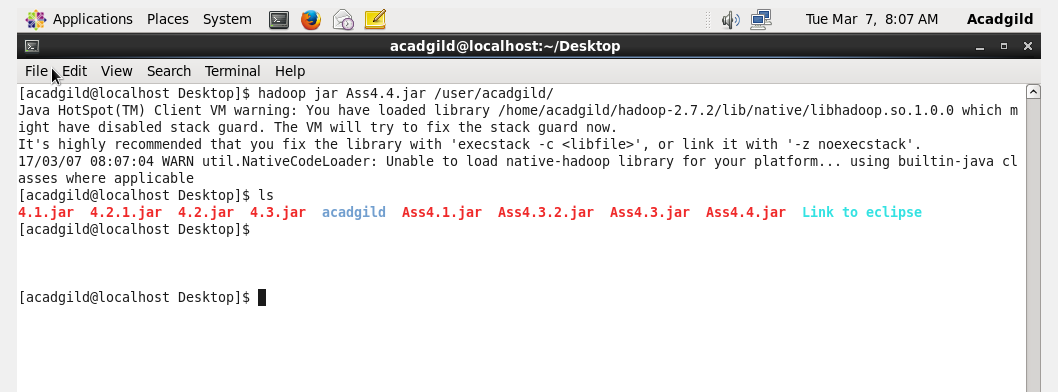 Applications Places System Tue Mar 7, 8:07 AM Acadgild
acadgild@localhost:~/Desktop
File Edit View Search Terminal Help
[acadgild@localhost Desktop]$ hadoop jar Ass4.4.jar /user/acadgild/
Java HotSpot(TM) Client VM warning: You have loaded library /home/acadgild/hadoop-2.7.2/lib/native/libhadoop.so.1.0.0 which m
ight have disabled stack guard. The VM will try to fix the stack guard now.
It's highly recommended that you fix the library with 'execstack -c <libfile>', or link it with '-z noexecstack'.
17/03/07 08:07:04 WARN util.NativeCodeLoader: Unable to load native-hadoop library for your platform... using builtin-java cl
asses where applicable
[acadgild@localhost Desktop]$ ls
4.1.jar 4.2.1.jar 4.2.jar 4.3.jar acadgild Ass4.1.jar Ass4.3.2.jar Ass4.3.jar Ass4.4.jar Link to eclipse
[acadgild@localhost Desktop]$
[acadgild@localhost Desktop]$